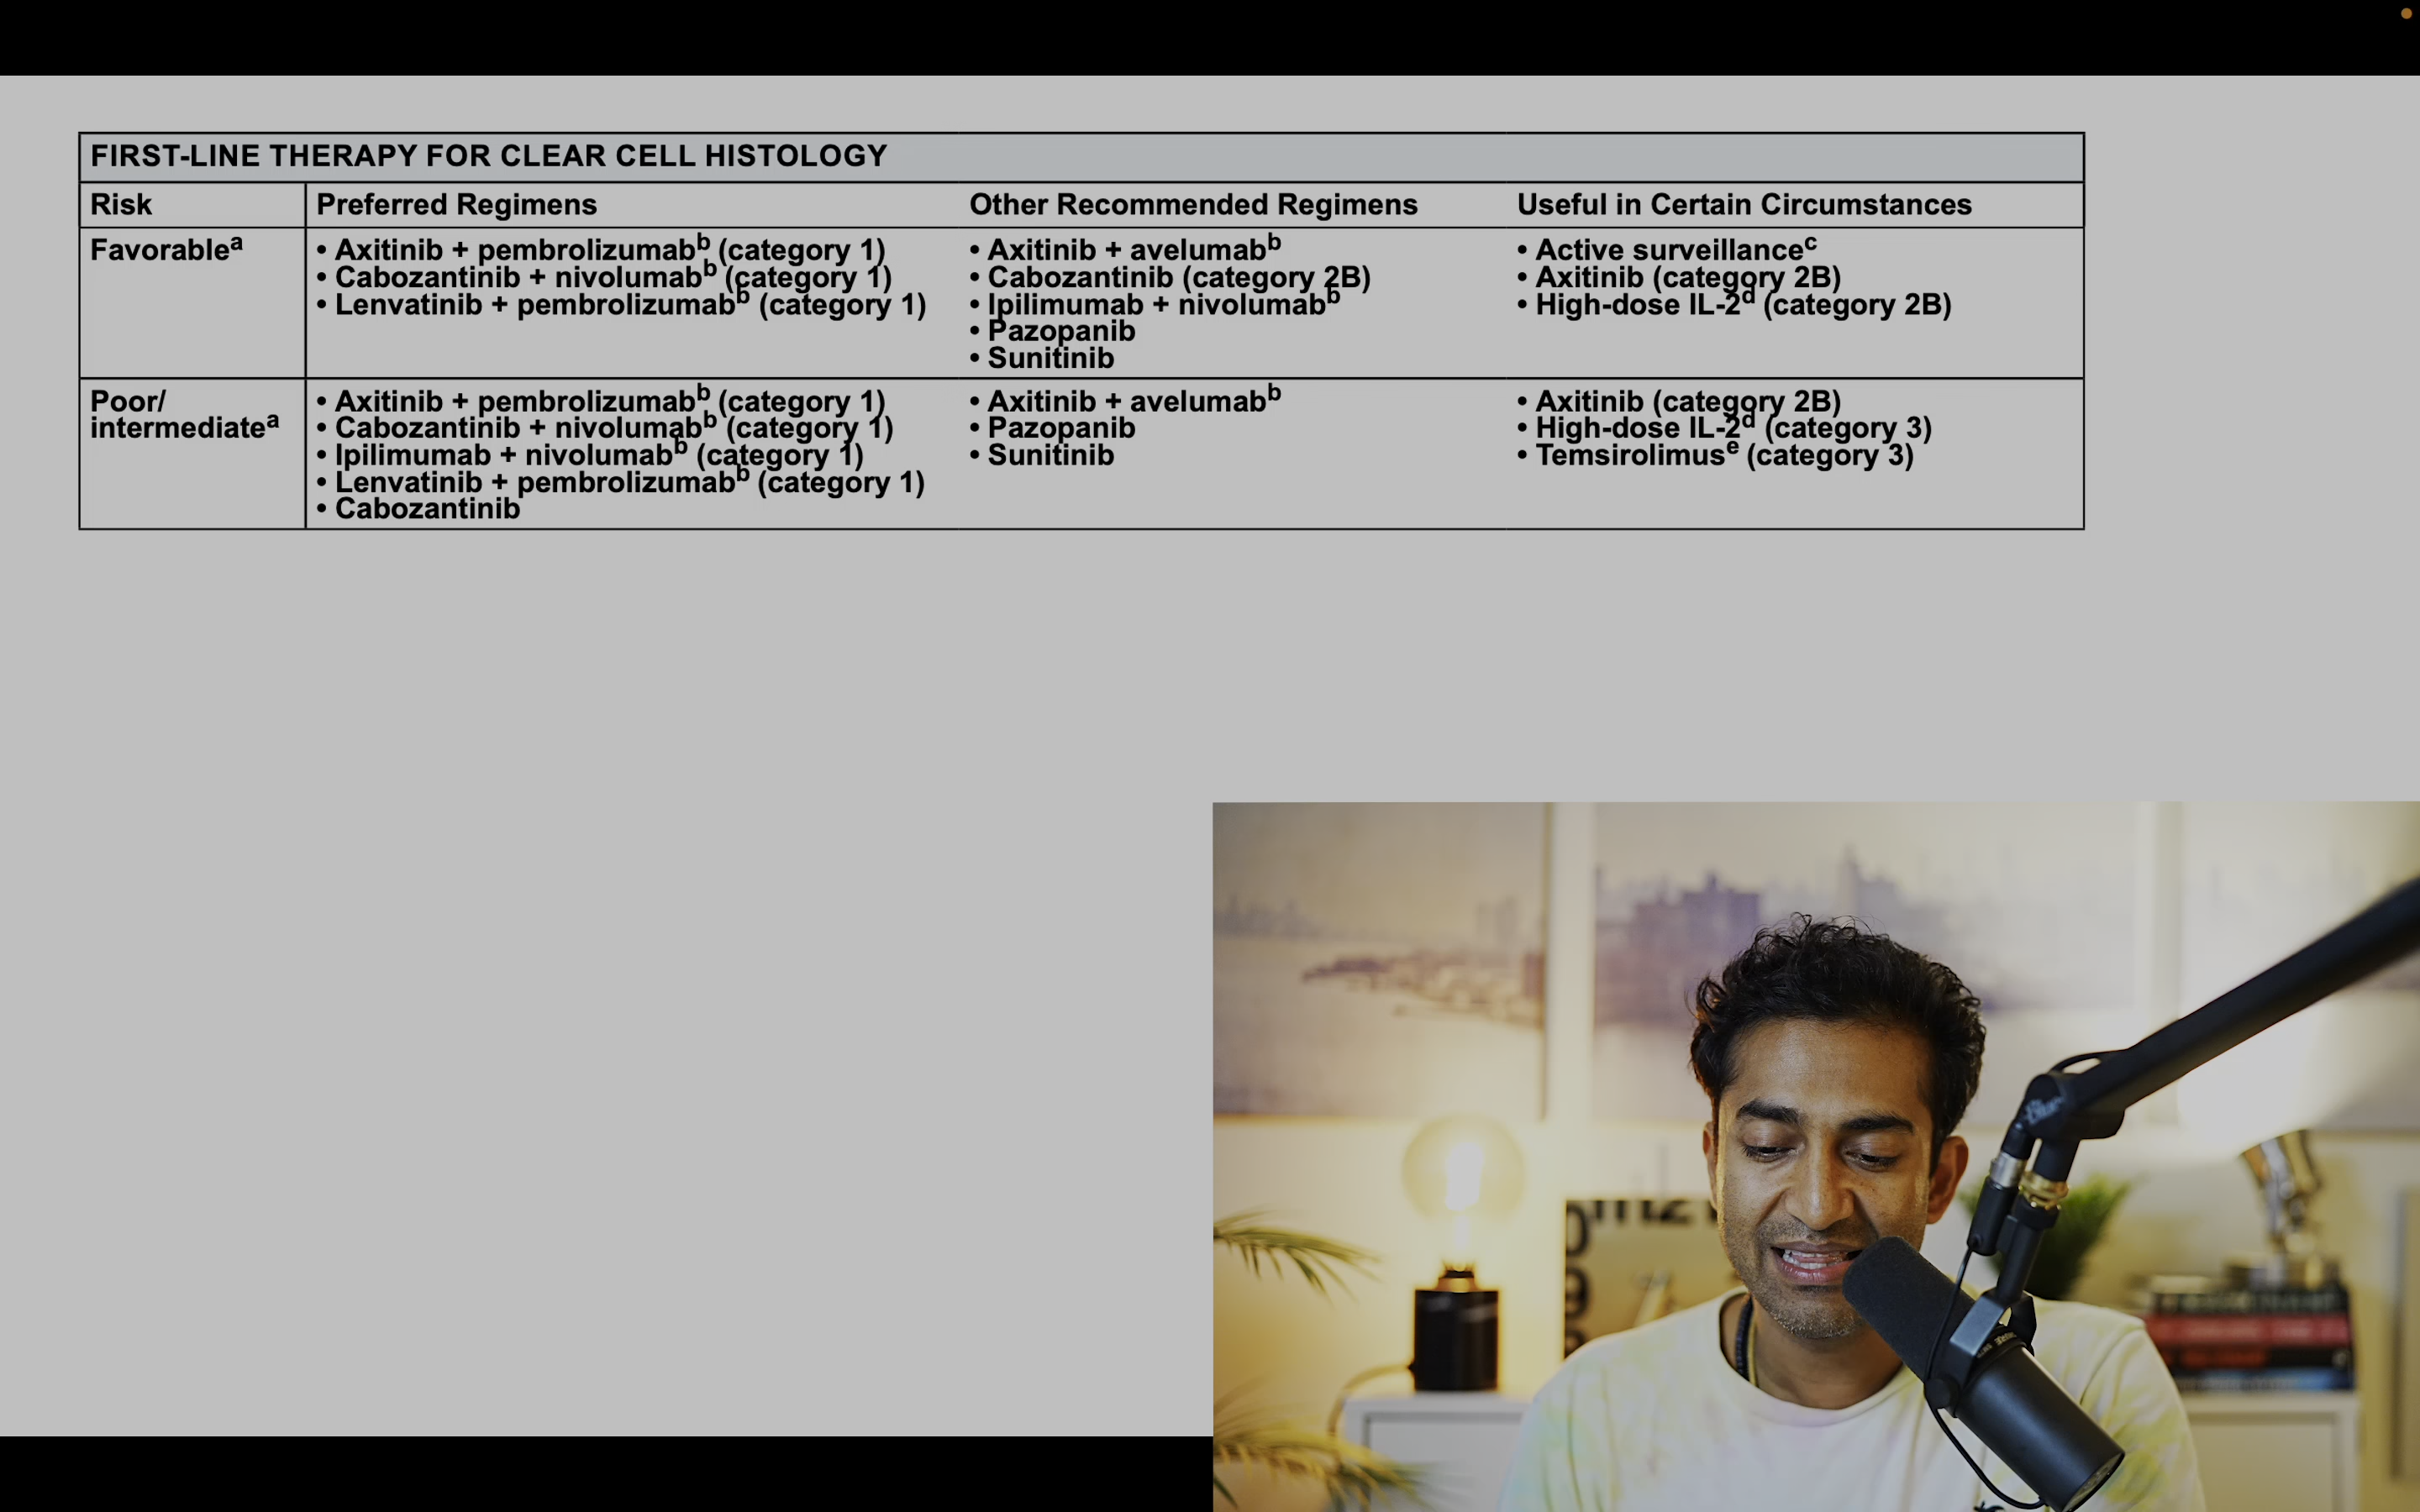 FIRST-LINE THERAPY FOR CLEAR CELL HISTOLOGY
Risk
Preferred Regimens
Other Recommended Regimens
Useful in Certain Circumstances
Favorableᵃ
• Axitinib + pembrolizumabᵇ (category 1)
• Cabozantinib + nivolumabᵇ (category 1)
• Lenvatinib + pembrolizumabᵇ (category 1)
• Axitinib + avelumabᵇ
• Cabozantinib (category 2B)
• Ipilimumab + nivolumabᵇ
• Pazopanib
• Sunitinib
• Active surveillanceᶜ
• Axitinib (category 2B)
• High-dose IL-2ᵈ (category 2B)
Poor/
intermediateᵃ
• Axitinib + pembrolizumabᵇ (category 1)
• Cabozantinib + nivolumabᵇ (category 1)
• Ipilimumab + nivolumabᵇ (category 1)
• Lenvatinib + pembrolizumabᵇ (category 1)
• Cabozantinib
• Axitinib + avelumabᵇ
• Pazopanib
• Sunitinib
• Axitinib (category 2B)
• High-dose IL-2ᵈ (category 3)
• Temsirolimusᵉ (category 3)